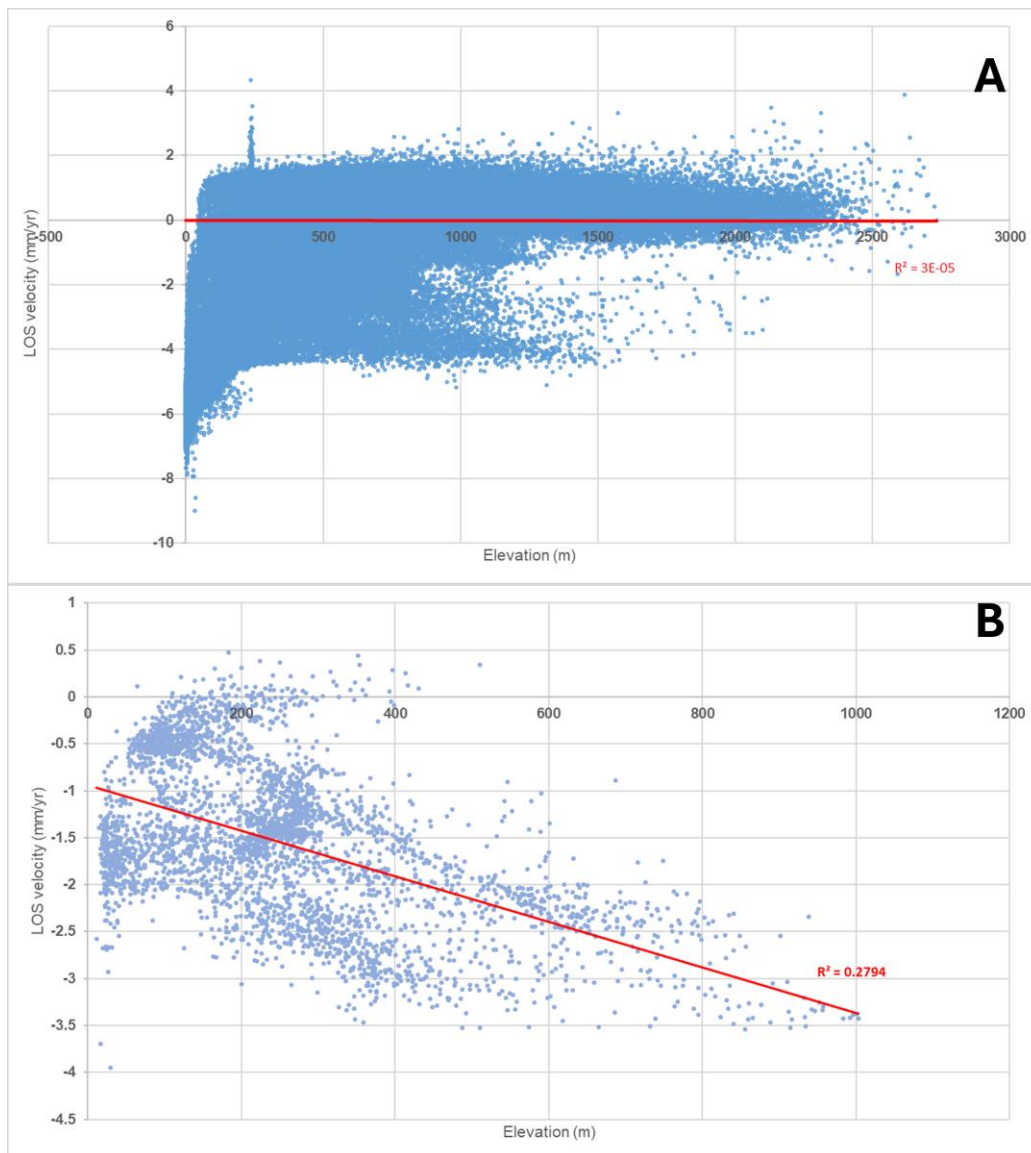 A
6
4
2
0
-2
-4
-6
-8
-10
-500 0 500 1000 1500 2000 2500 3000
R² = 3E-05
LOS velocity (mm/yr)
Elevation (m)
B
1
0.5
0
-0.5
-1
-1.5
-2
-2.5
-3
-3.5
-4
-4.5
0 200 400 600 800 1000 1200
R² = 0.2794
LOS velocity (mm/yr)
Elevation (m)